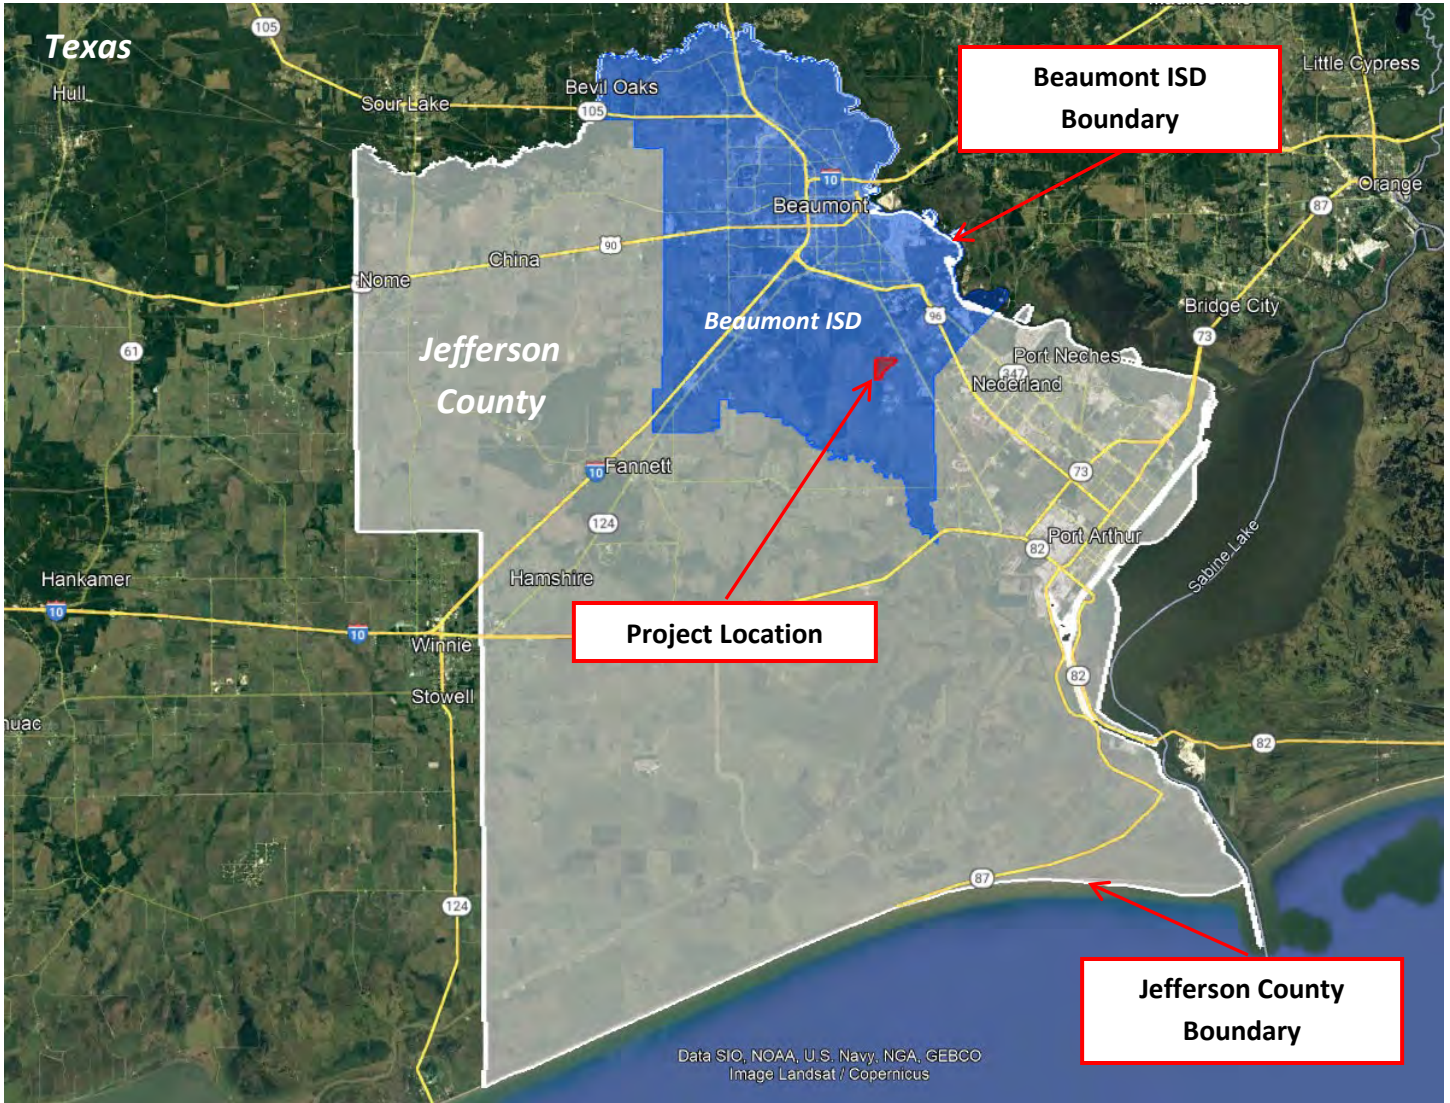 Texas
105
Hull
Sour Lake
Bevil Oaks
105
Beaumont ISD
Boundary
Little Cypress
10
Beaumont
Orange
87
90
China
Nome
Jefferson
County
Beaumont ISD
96
Bridge City
73
61
Port Neches
347
Nederland
10
Fannett
73
124
82
Port Arthur
Sabine Lake
Hankamer
Hamshire
10
10
Project Location
Winnie
Stowell
82
82
huac
87
124
Jefferson County
Boundary
Data SIO, NOAA, U.S. Navy, NGA, GEBCO
Image Landsat / Copernicus